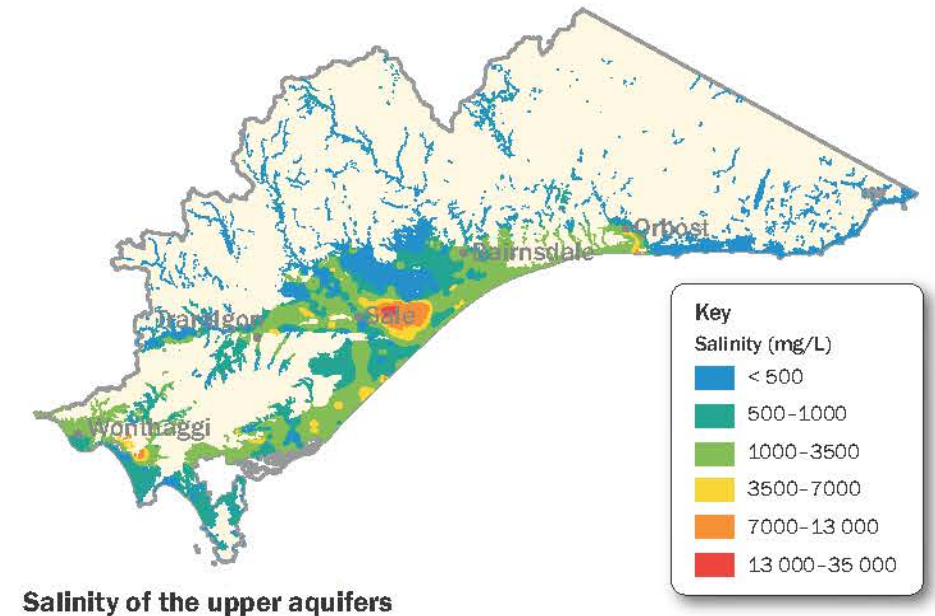 Orbost
Bairnsdale
Traralgon
Sale
Wonthaggi
Key
Salinity (mg/L)
< 500
500–1000
1000–3500
3500–7000
7000–13 000
13 000–35 000
Salinity of the upper aquifers